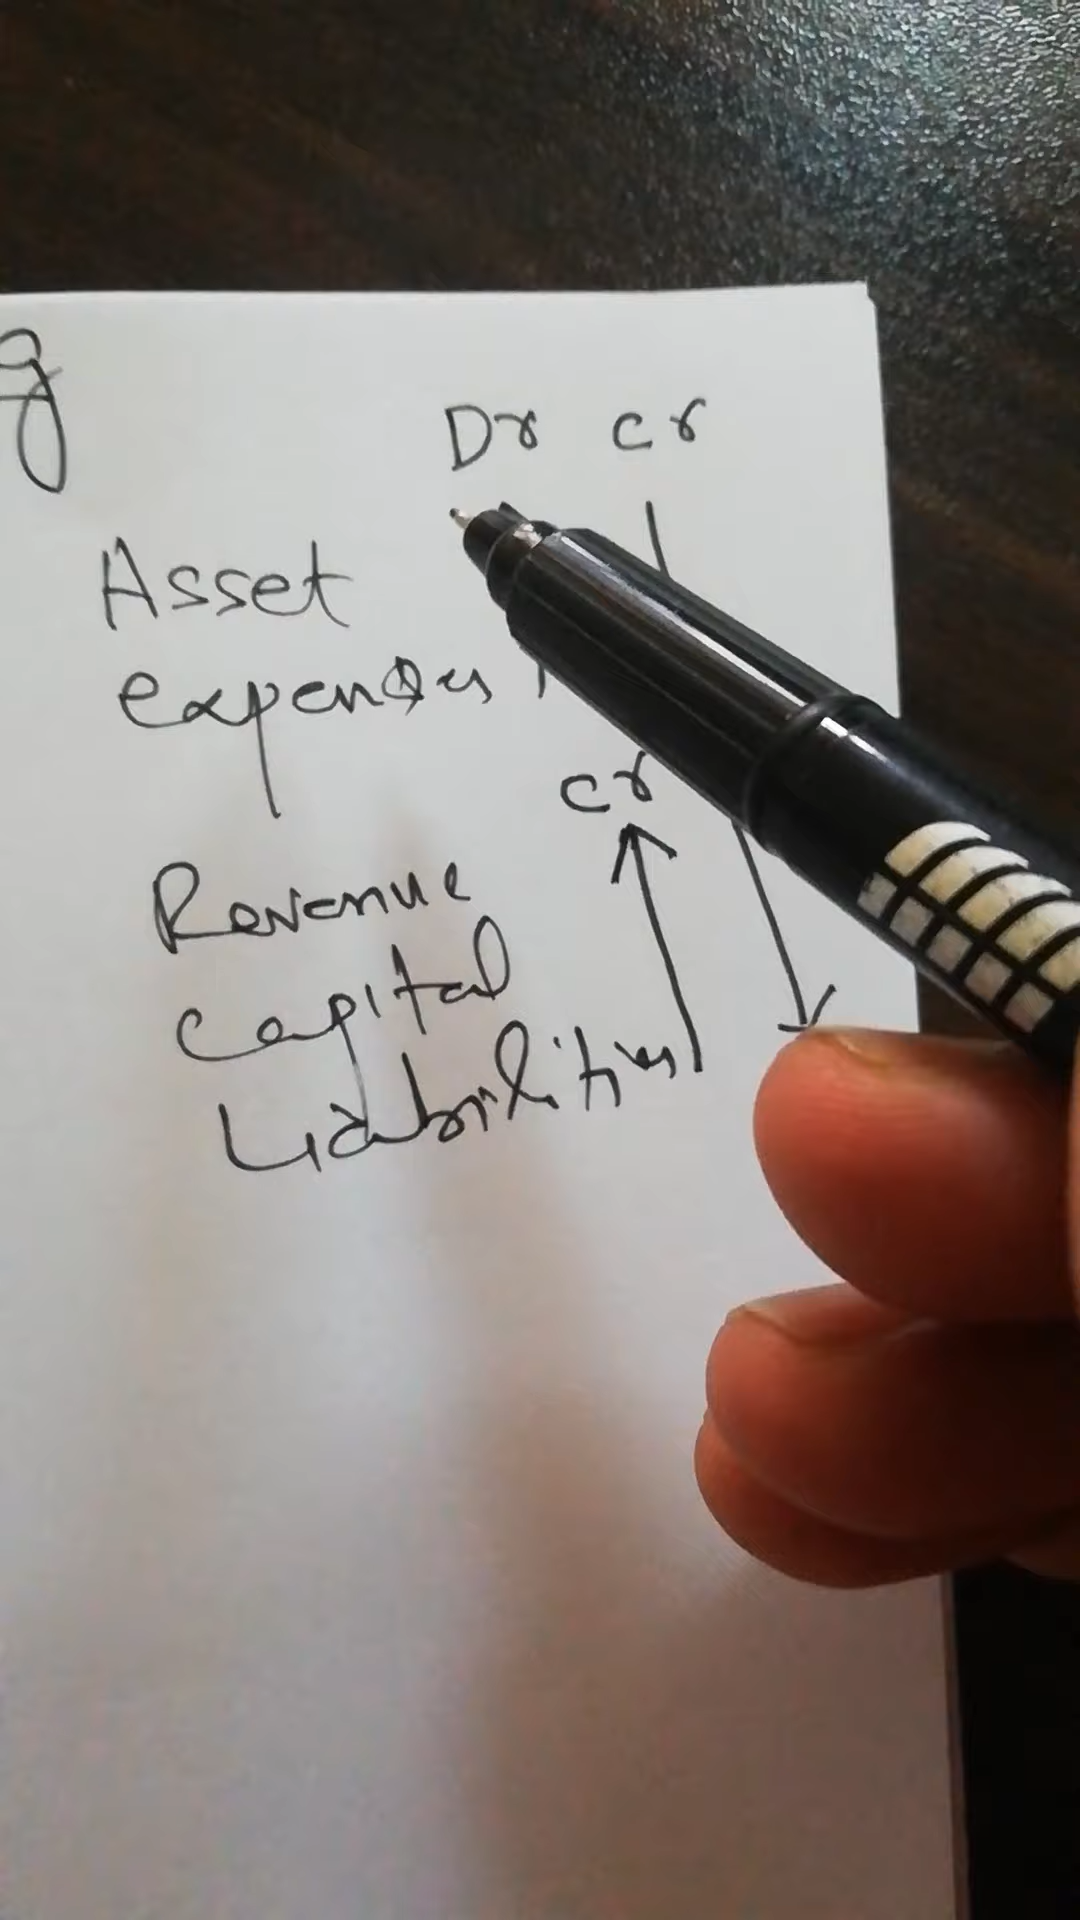 g
Dr cr
Asset
expenses
cr
Revenue
capital
Liabilities